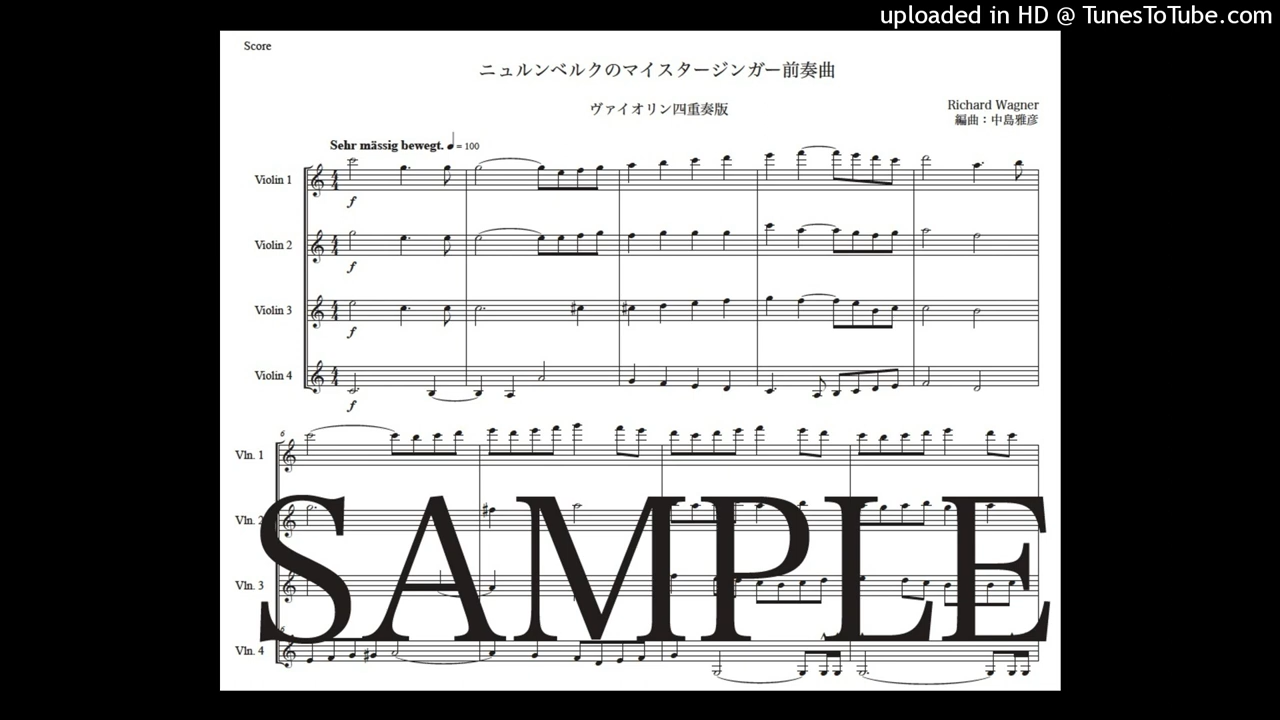 uploaded in HD @ TunesToTube.com
Score
ニュルンベルクのマイスタージンガー前奏曲
ヴァイオリン四重奏版
Richard Wagner
編曲：中島雅彦
Sehr mässig bewegt. ♩ = 100
Violin 1
f
Violin 2
f
Violin 3
f
Violin 4
f
6
Vln. 1
Vln. 2
Vln. 3
6
Vln. 4
SAMPLE